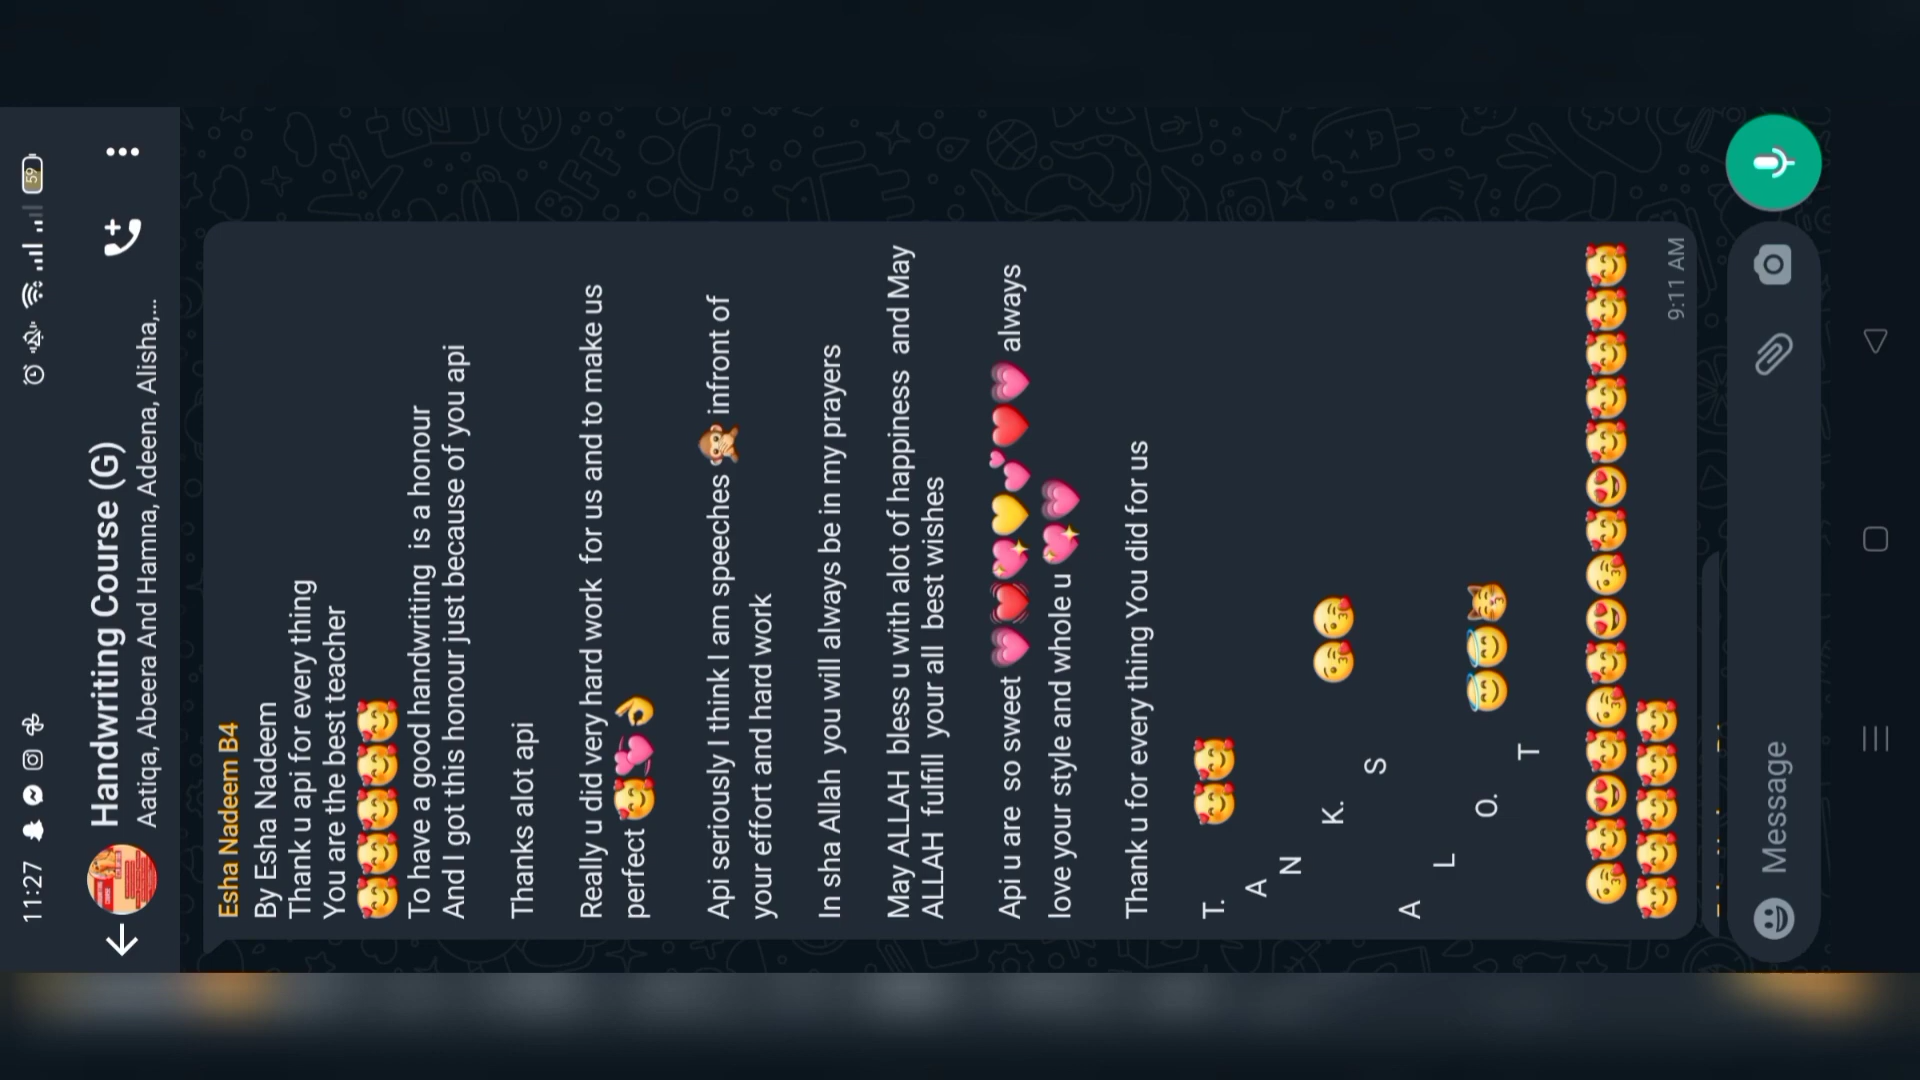 11:27
59
Handwriting Course (G)
Aatiqa, Abeera And Hamna, Adeena, Alisha,...
Esha Nadeem B4
By Esha Nadeem
Thank u api for every thing
You are the best teacher
🥰🥰🥰🥰🥰
To have a good handwriting is a honour
And I got this honour just because of you api
Thanks alot api
Really u did very hard work for us and to make us
perfect 🥰💞👌
Api seriously I think I am speeches 🙊 infront of
your effort and hard work
In sha Allah you will always be in my prayers
May ALLAH bless u with alot of happiness and May
ALLAH fulfill your all best wishes
Api u are so sweet 💗💓💖💛💕❤️💗 always
love your style and whole u 💖💗
Thank u for every thing You did for us
T. 🥰🥰
A
N
K. 😘😘
S
A
L
O. 😇😇😽
T
😘🥰😍🥰😘🥰😍😘🥰😍🥰🥰🥰🥰🥰
🥰🥰🥰🥰🥰
9:11 AM
Message